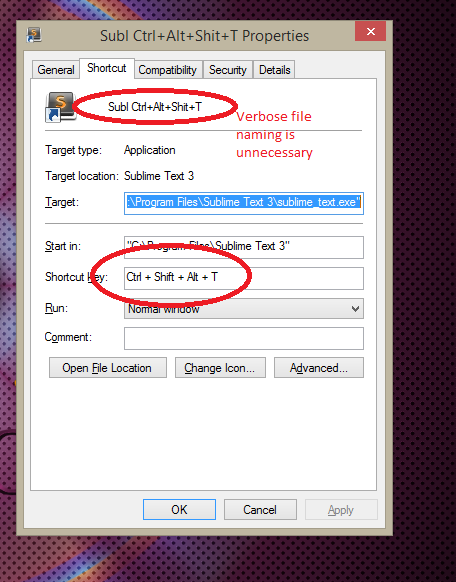 Subl Ctrl+Alt+Shit+T Properties
General Shortcut Compatibility Security Details
Subl Ctrl+Alt+Shit+T
Verbose file
naming is
unnecessary
Target type: Application
Target location: Sublime Text 3
Target: :\Program Files\Sublime Text 3\sublime_text.exe"
Start in: "C:\Program Files\Sublime Text 3"
Shortcut key: Ctrl + Shift + Alt + T
Run: Normal window
Comment:
Open File Location Change Icon... Advanced...
OK Cancel Apply